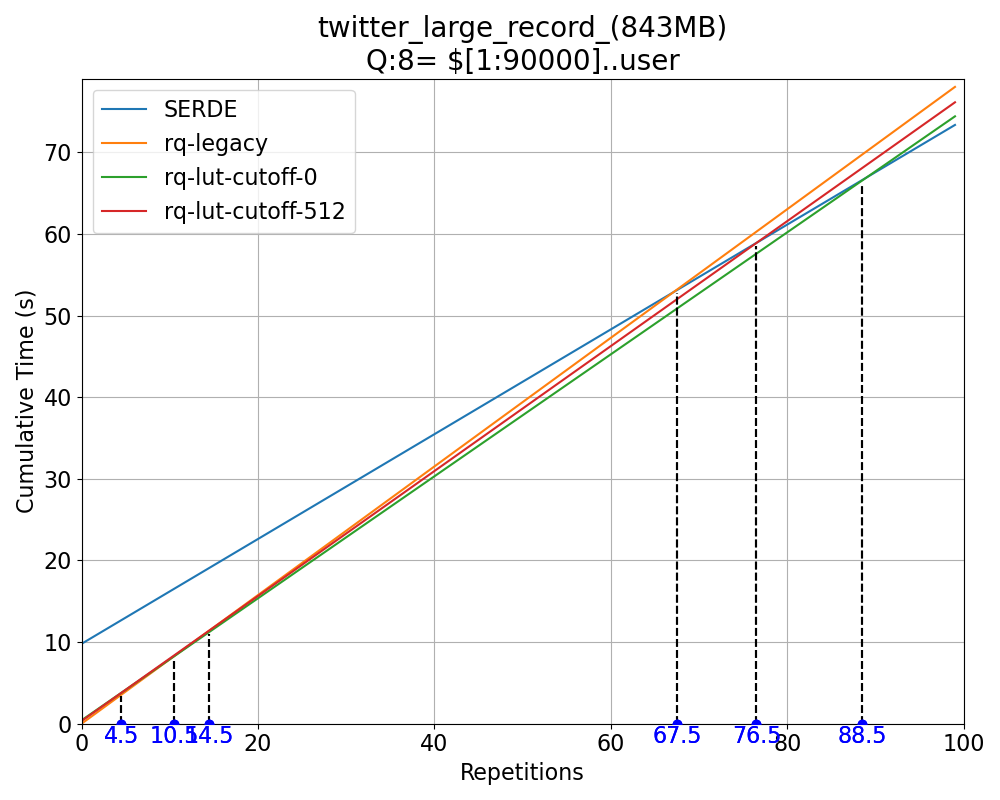 twitter_large_record_(843MB)
Q:8= $[1:90000]..user
SERDE
rq-legacy
rq-lut-cutoff-0
rq-lut-cutoff-512
Cumulative Time (s)
70
60
50
40
30
20
10
0
4.5 10.5 14.5 67.5 76.5 88.5
0 20 40 60 80 100
Repetitions